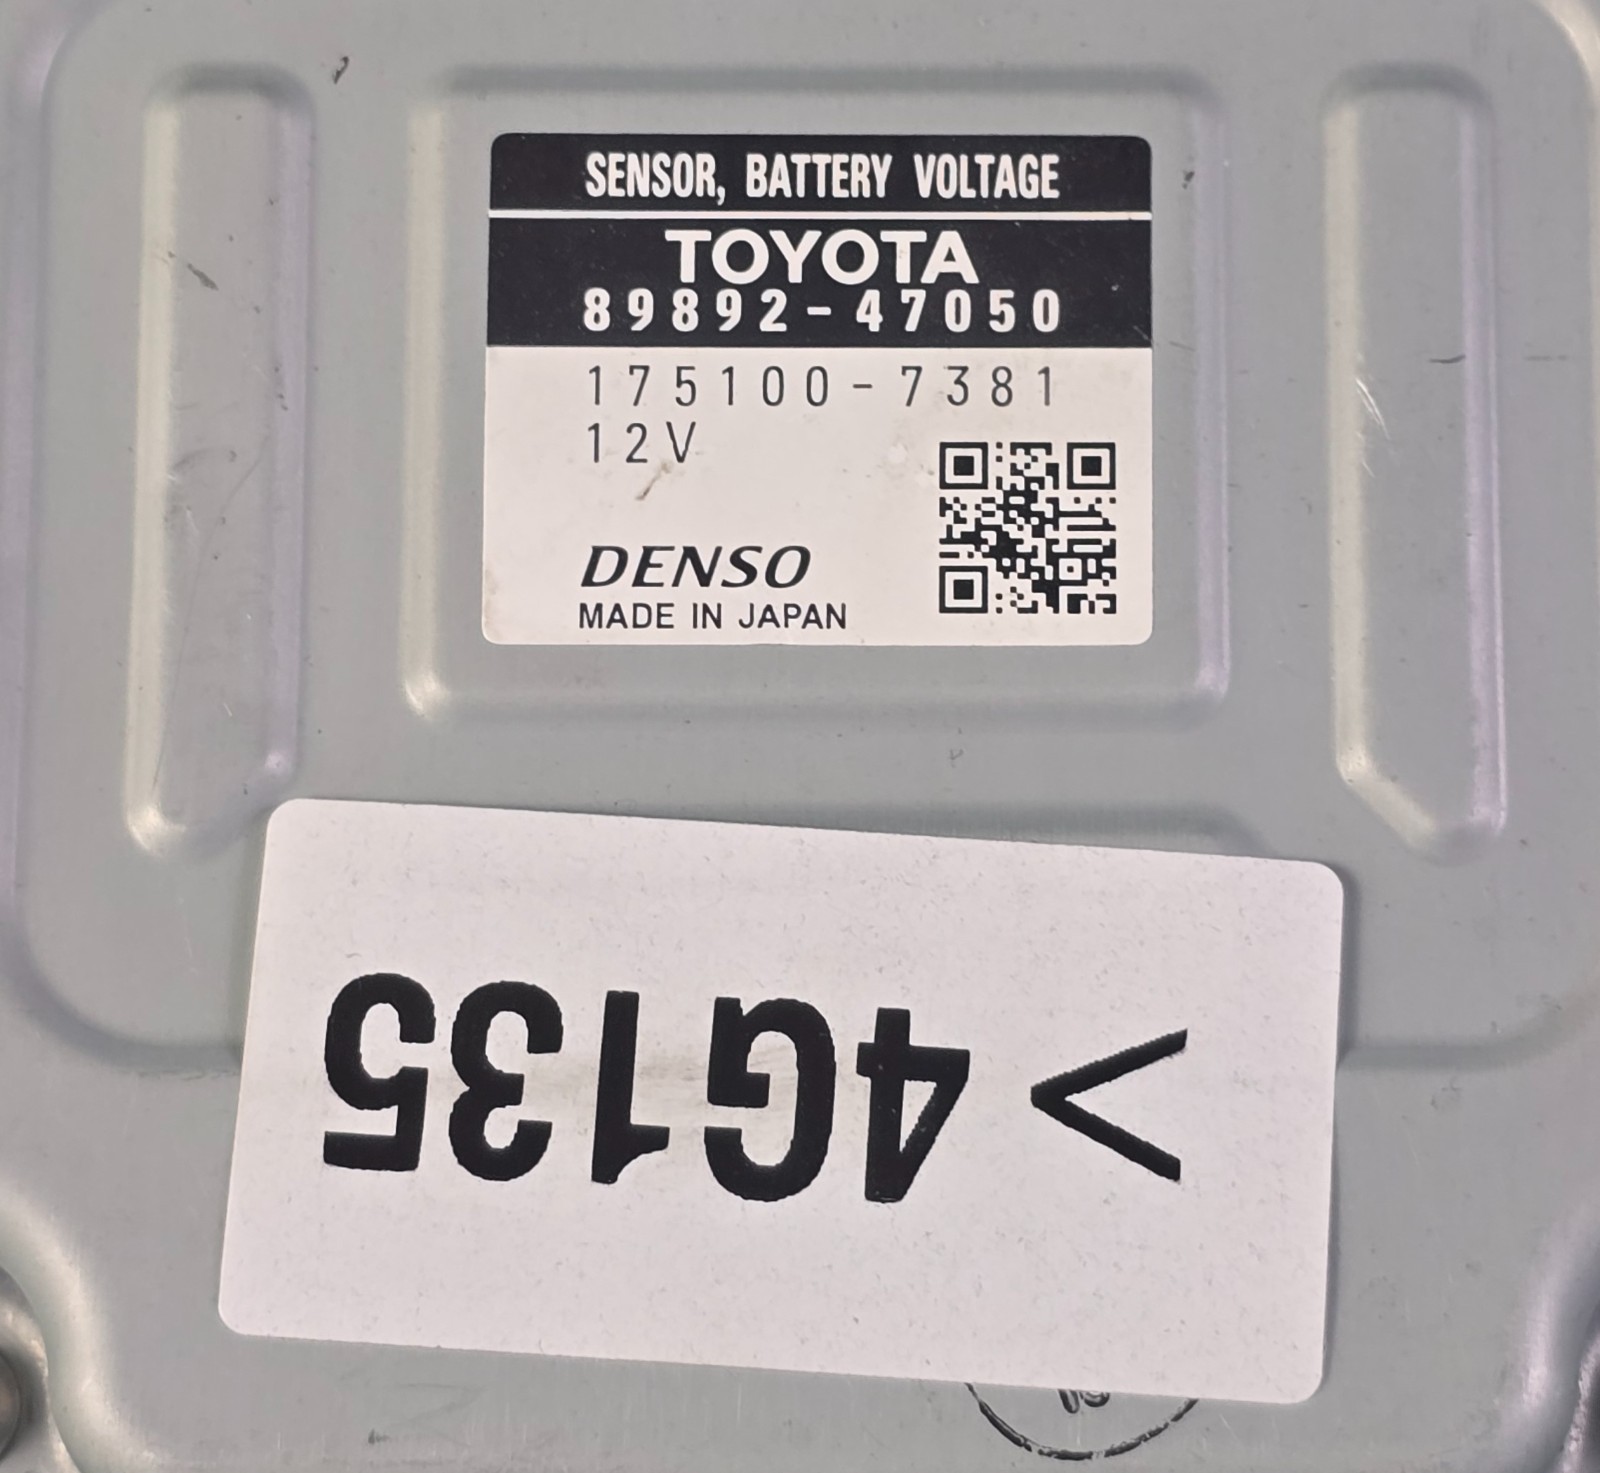 SENSOR, BATTERY VOLTAGE
TOYOTA
89892-47050
175100-7381
12V
DENSO
MADE IN JAPAN
<4G135